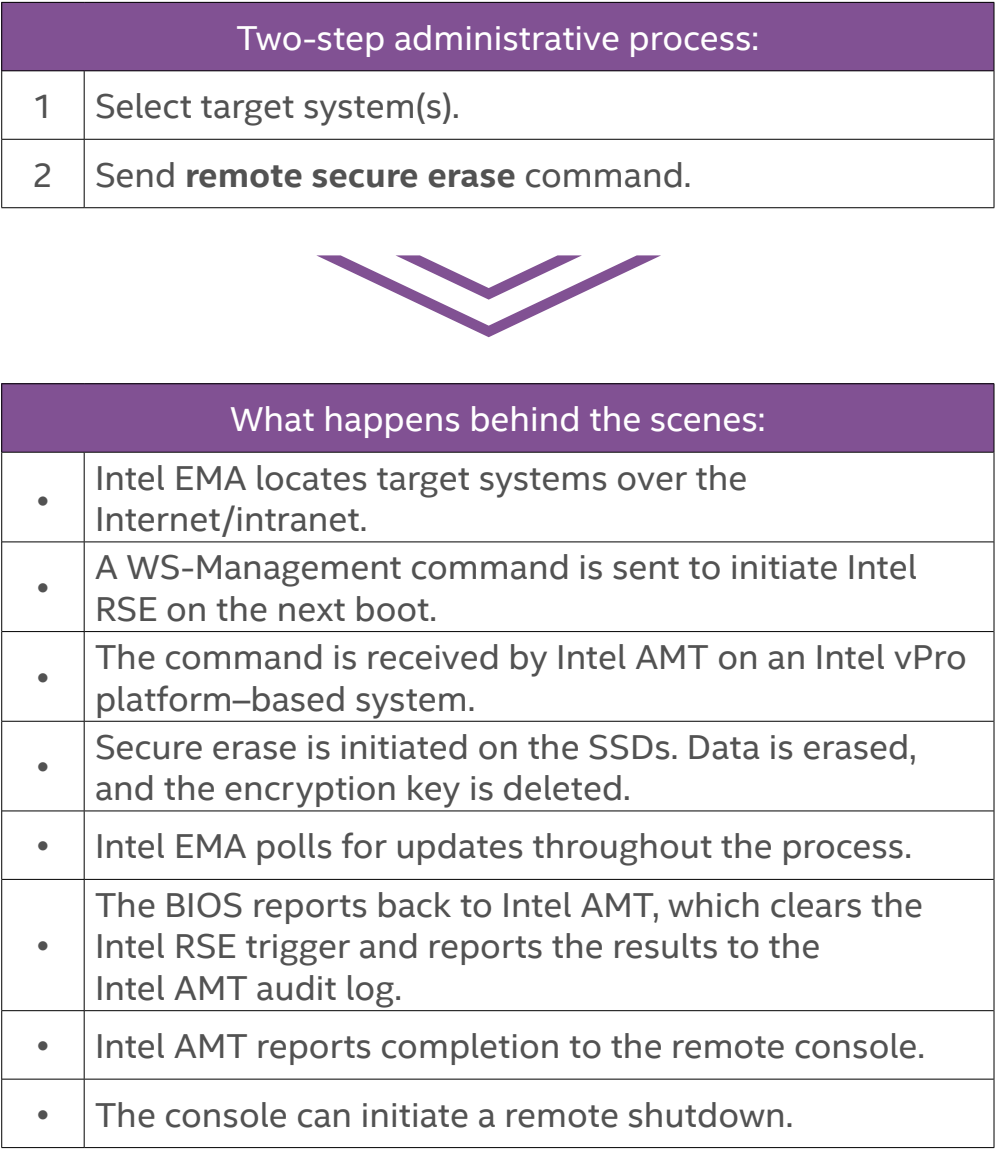 Two-step administrative process:
1 Select target system(s).
2 Send remote secure erase command.
What happens behind the scenes:
• Intel EMA locates target systems over the
Internet/intranet.
• A WS-Management command is sent to initiate Intel
RSE on the next boot.
• The command is received by Intel AMT on an Intel vPro
platform–based system.
• Secure erase is initiated on the SSDs. Data is erased,
and the encryption key is deleted.
• Intel EMA polls for updates throughout the process.
• The BIOS reports back to Intel AMT, which clears the
Intel RSE trigger and reports the results to the
Intel AMT audit log.
• Intel AMT reports completion to the remote console.
• The console can initiate a remote shutdown.